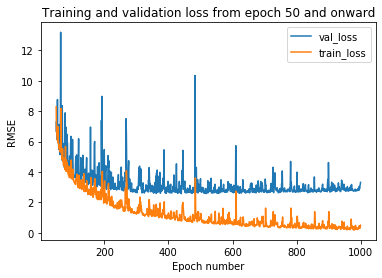 Training and validation loss from epoch 50 and onward
val_loss
train_loss
RMSE
12
10
8
6
4
2
0
200
400
600
800
1000
Epoch number